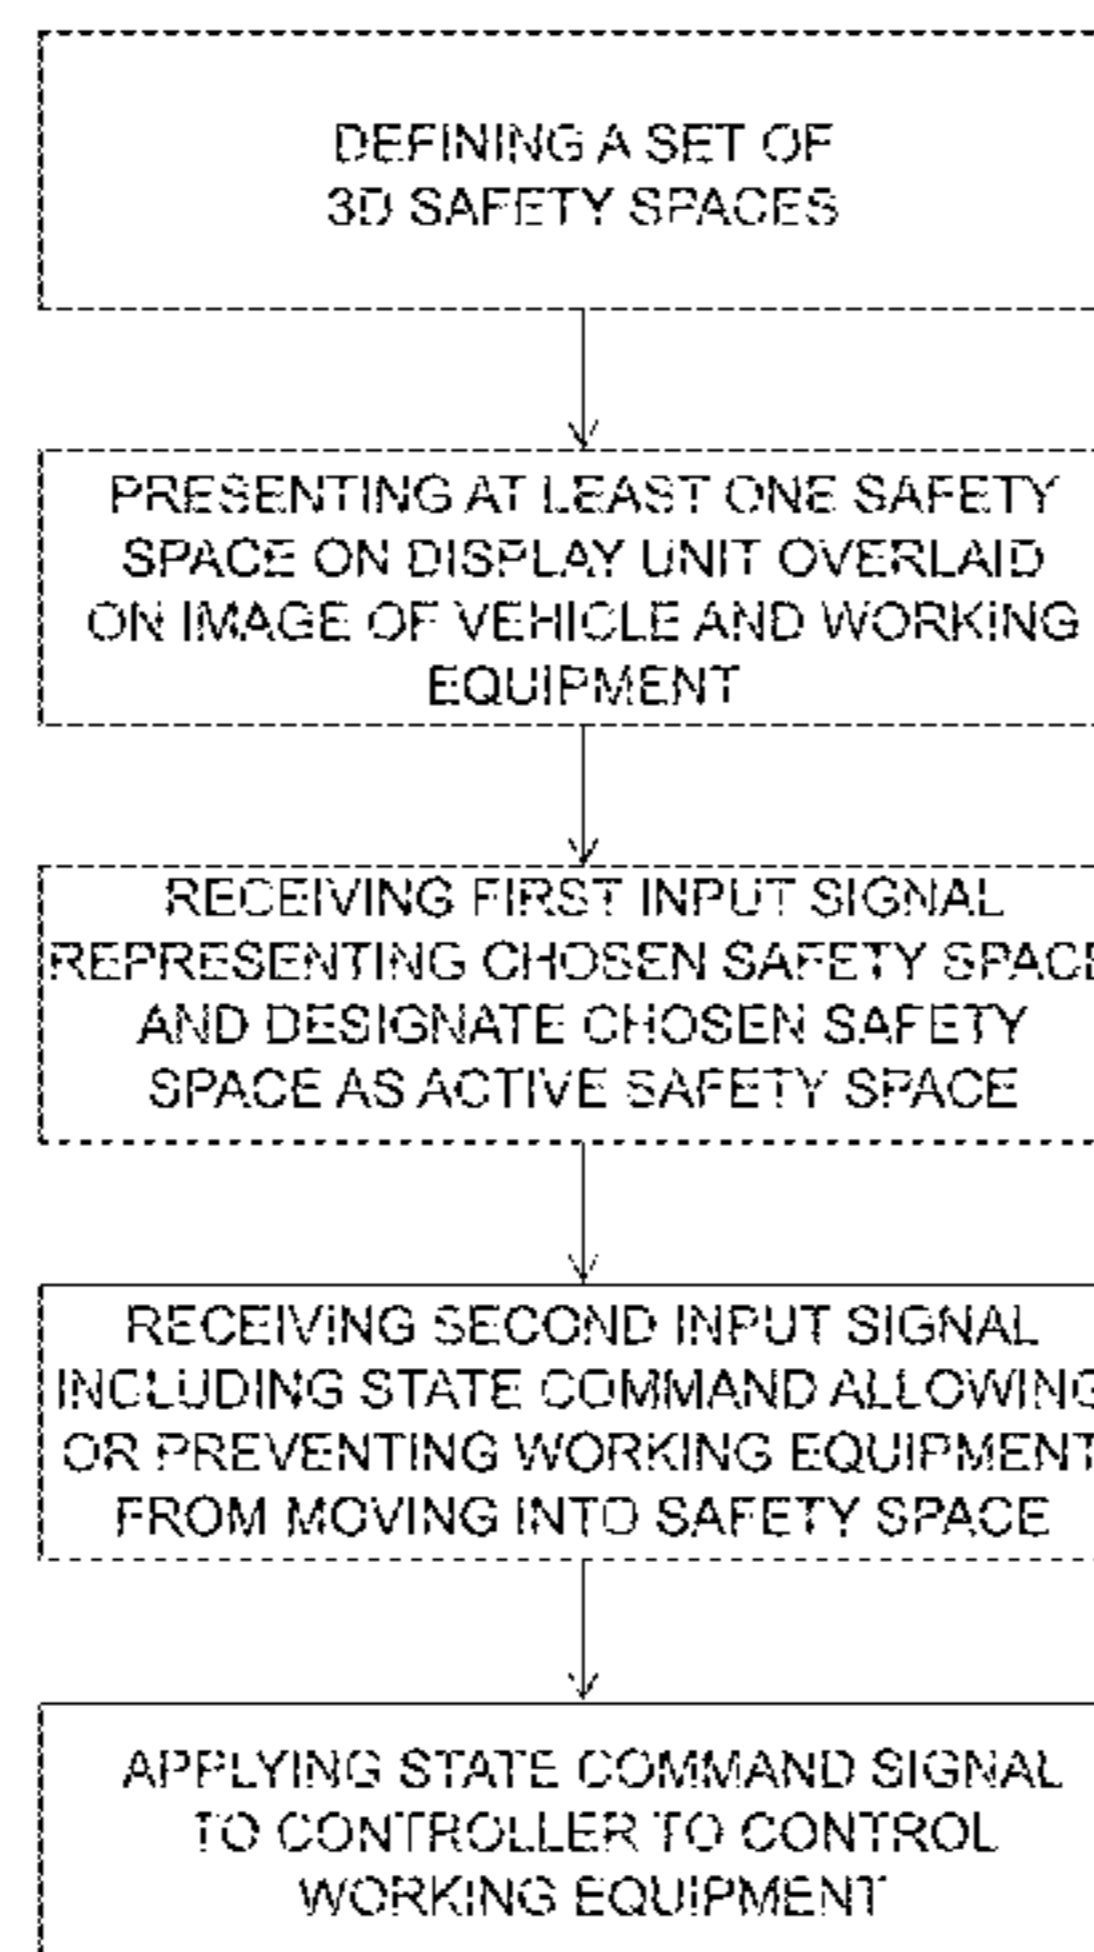 DEFINING A SET OF
3D SAFETY SPACES
PRESENTING AT LEAST ONE SAFETY
SPACE ON DISPLAY UNIT OVERLAID
ON IMAGE OF VEHICLE AND WORKING
EQUIPMENT
RECEIVING FIRST INPUT SIGNAL
REPRESENTING CHOSEN SAFETY SPACE
AND DESIGNATE CHOSEN SAFETY
SPACE AS ACTIVE SAFETY SPACE
RECEIVING SECOND INPUT SIGNAL
INCLUDING STATE COMMAND ALLOWING
OR PREVENTING WORKING EQUIPMENT
FROM MOVING INTO SAFETY SPACE
APPLYING STATE COMMAND SIGNAL
TO CONTROLLER TO CONTROL
WORKING EQUIPMENT